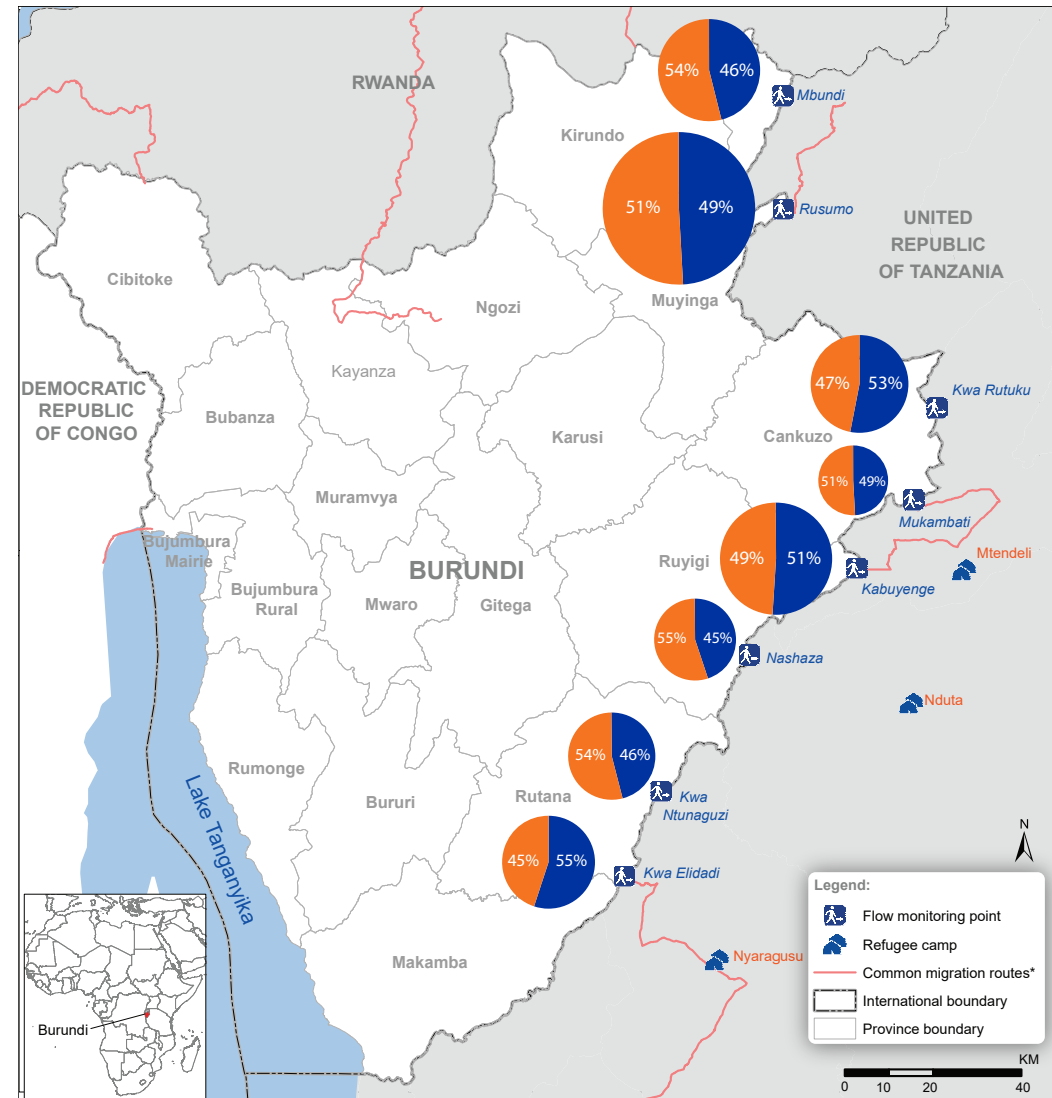 RWANDA
54%
46%
Mbundi
Kirundo
51%
49%
Rusumo
UNITED
REPUBLIC
OF TANZANIA
Cibitoke
Ngozi
Muyinga
Kayanza
DEMOCRATIC
REPUBLIC
OF CONGO
Bubanza
Karusi
47%
53%
Kwa Rutuku
Cankuzo
Muramvya
51%
49%
Mukambati
Bujumbura
Mairie
BURUNDI
Ruyigi
49%
51%
Mtendeli
Kabuyenge
Bujumbura
Rural
Mwaro
Gitega
55%
45%
Nashaza
Nduta
54%
46%
Rumonge
Bururi
Rutana
Kwa
Ntunaguzi
Lake Tanganyika
45%
55%
Kwa Elidadi
N
Makamba
Nyaragusu
Burundi
Legend:
Flow monitoring point
Refugee camp
Common migration routes*
International boundary
Province boundary
KM
0 10 20 40